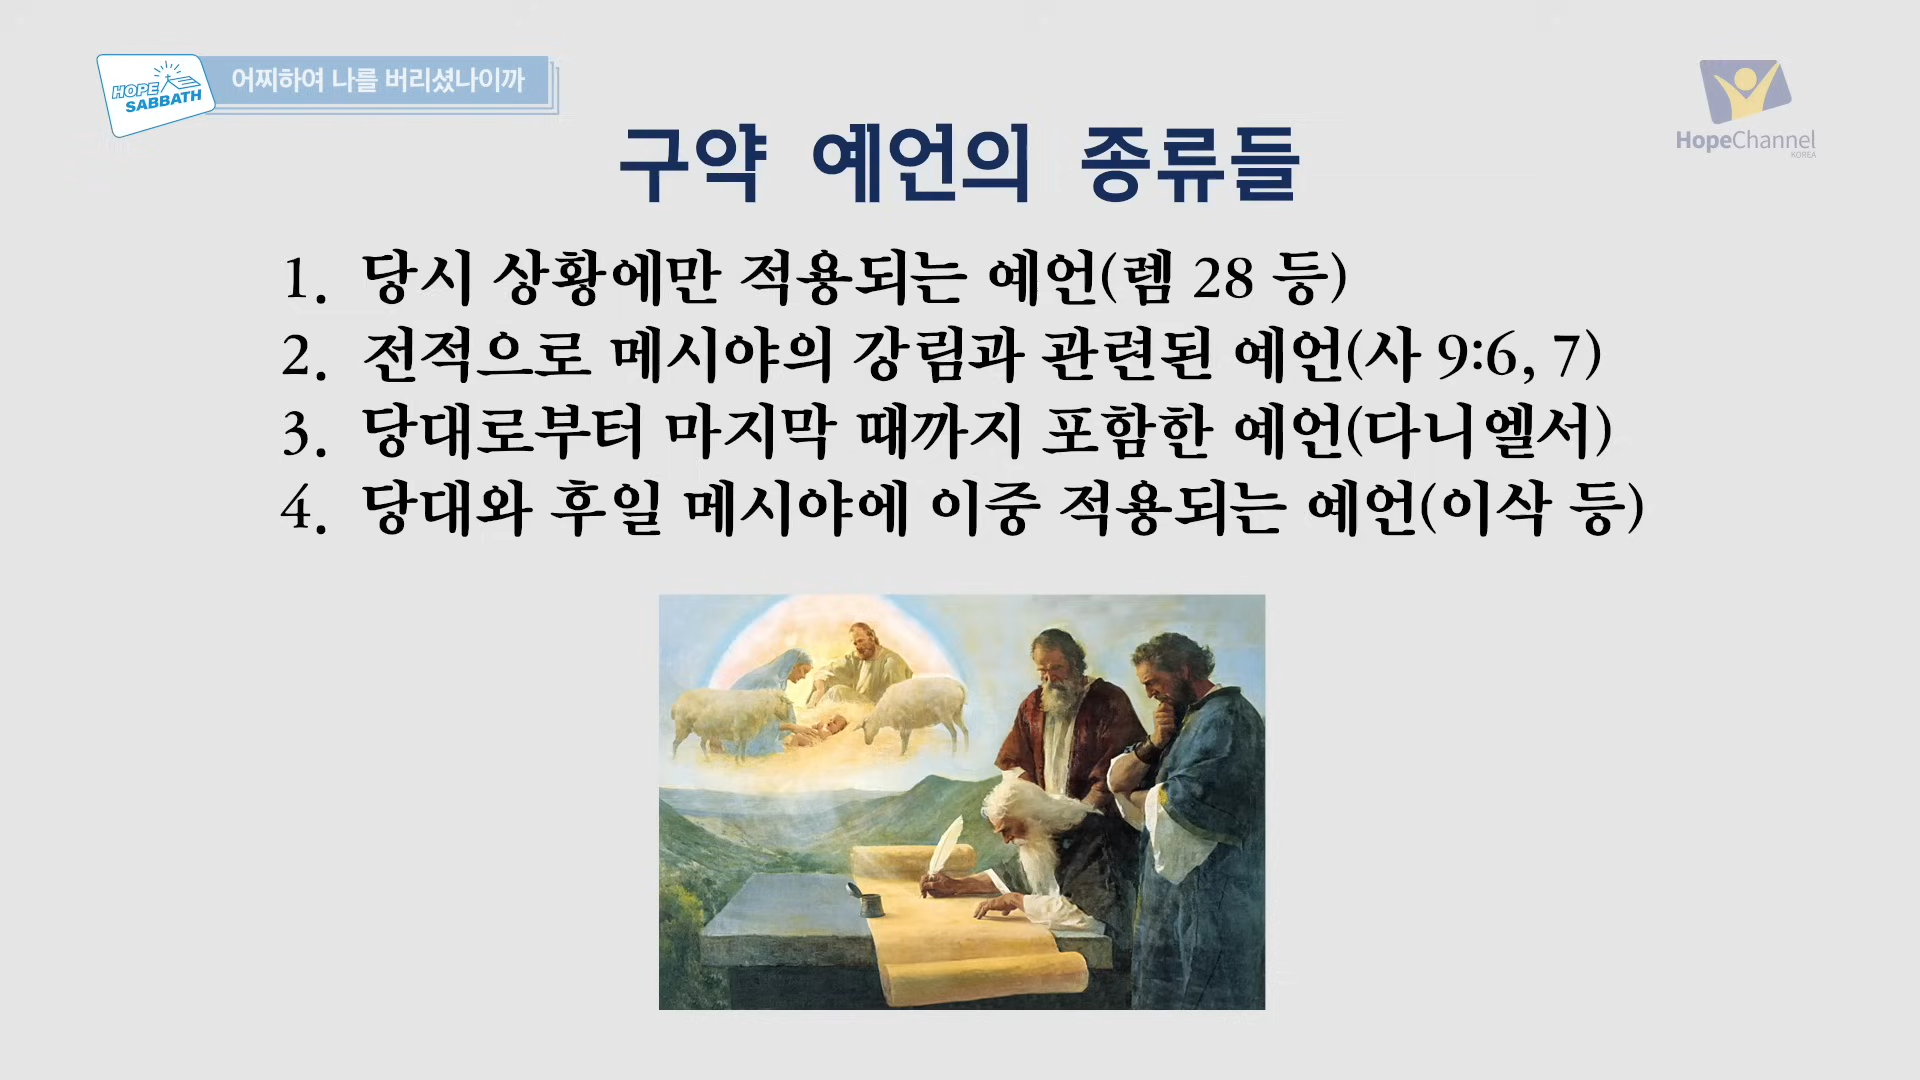 HOPE
SABBATH
어찌하여 나를 버리셨나이까
HopeChannel
KOREA
구약 예언의 종류들
1. 당시 상황에만 적용되는 예언(렘 28 등)
2. 전적으로 메시야의 강림과 관련된 예언(사 9:6, 7)
3. 당대로부터 마지막 때까지 포함한 예언(다니엘서)
4. 당대와 후일 메시야에 이중 적용되는 예언(이삭 등)